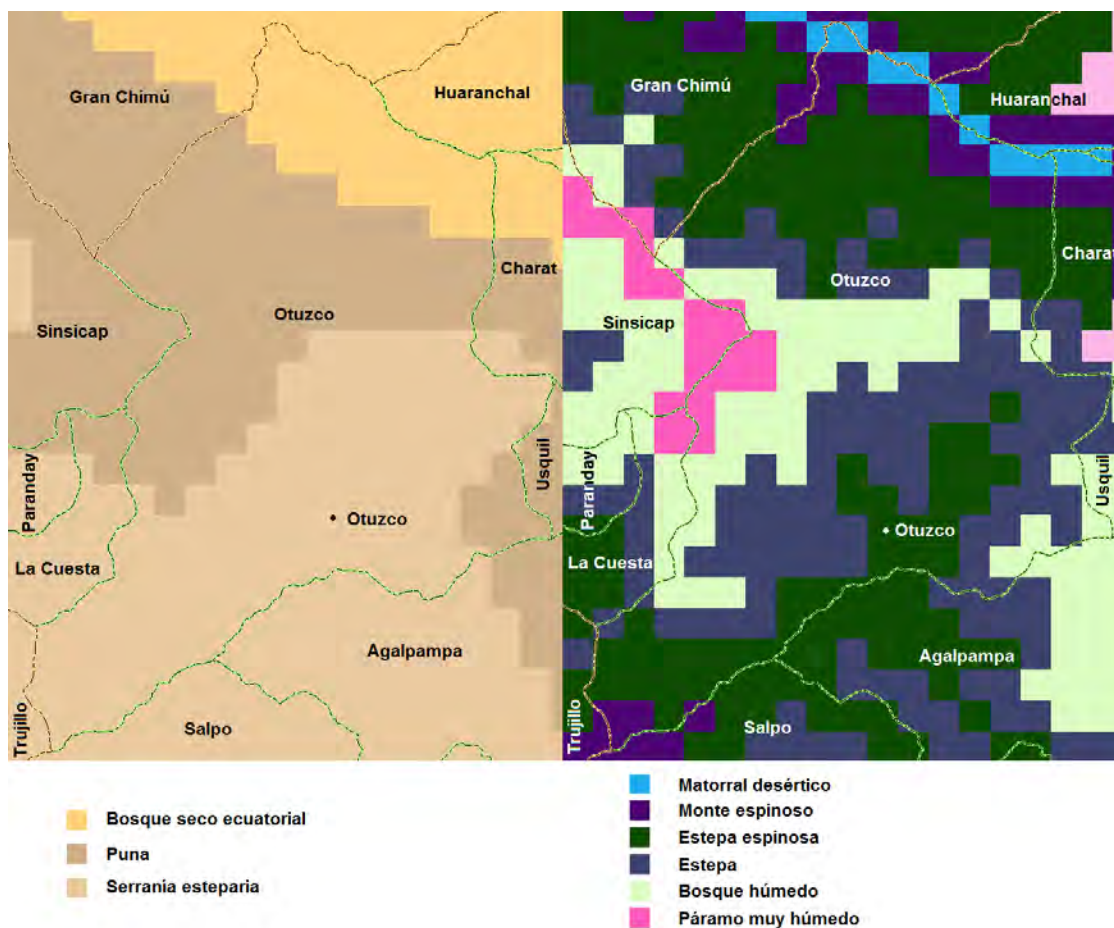 Gran Chimú
Huaranchal
Charat
Otuzco
Sinsicap
Paranday
Usquil
Otuzco
La Cuesta
Agalpampa
Trujillo
Salpo
Gran Chimú
Huaranchal
Charat
Otuzco
Sinsicap
Paranday
Usquil
Otuzco
La Cuesta
Agalpampa
Trujillo
Salpo
Bosque seco ecuatorial
Puna
Serrania esteparia
Matorral desértico
Monte espinoso
Estepa espinosa
Estepa
Bosque húmedo
Páramo muy húmedo